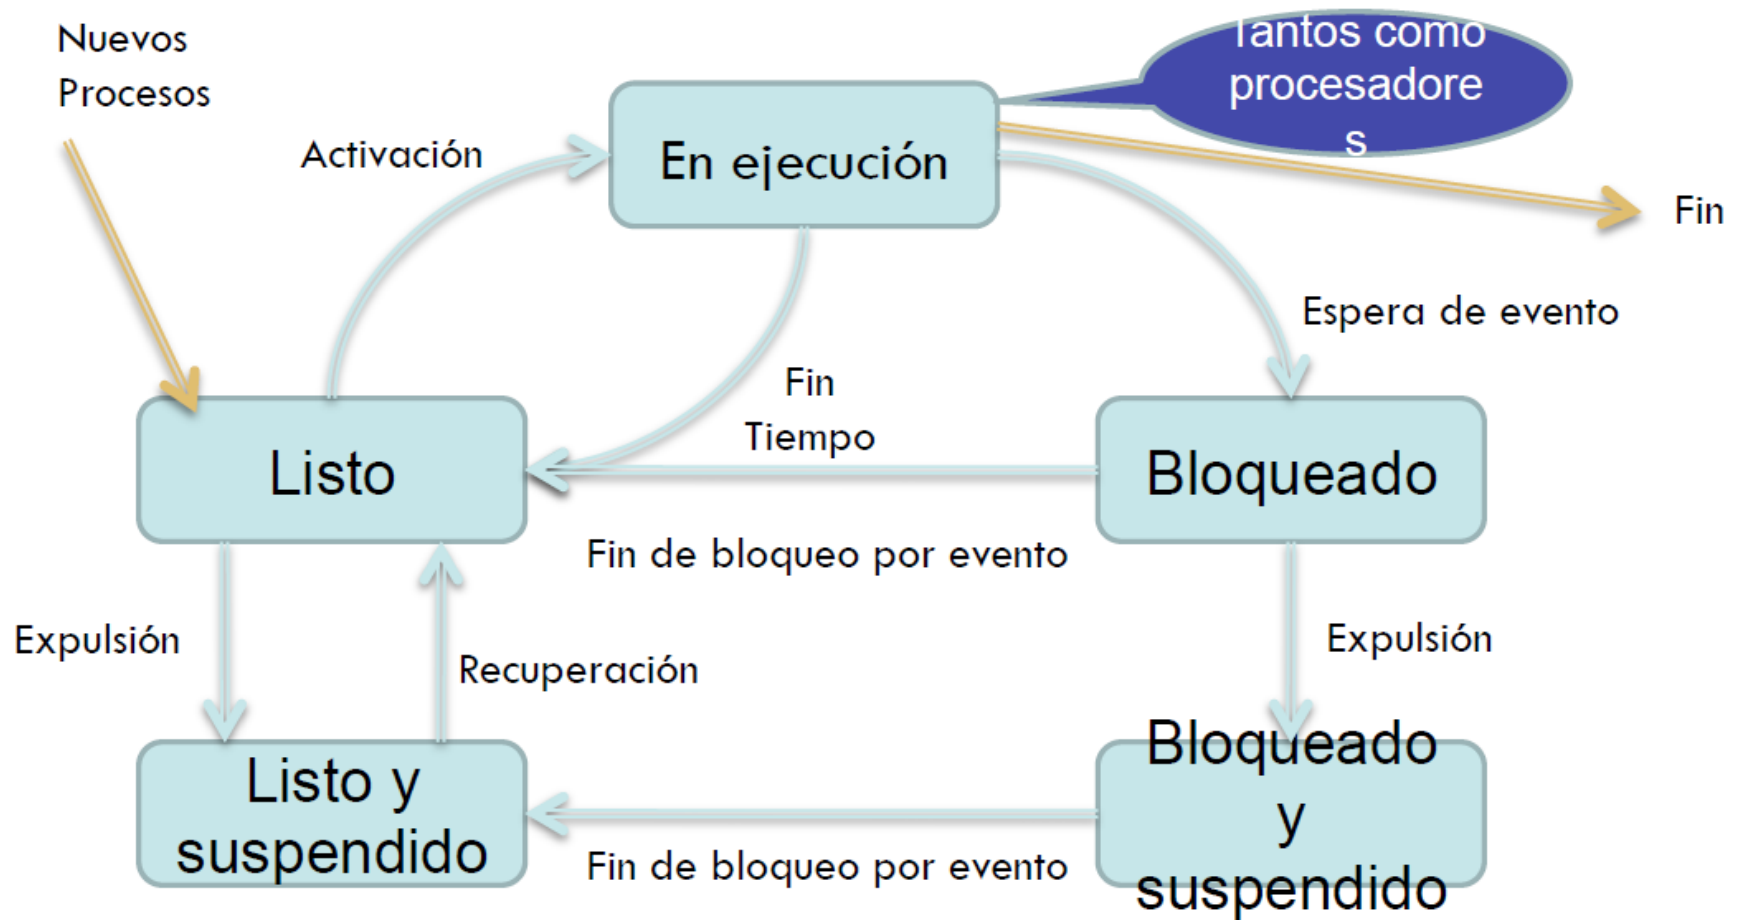 Nuevos
Procesos
Tantos como
procesadore
s
Activación
En ejecución
Fin
Espera de evento
Fin
Tiempo
Listo
Bloqueado
Fin de bloqueo por evento
Expulsión
Recuperación
Expulsión
Listo y
suspendido
Bloqueado
y
suspendido
Fin de bloqueo por evento